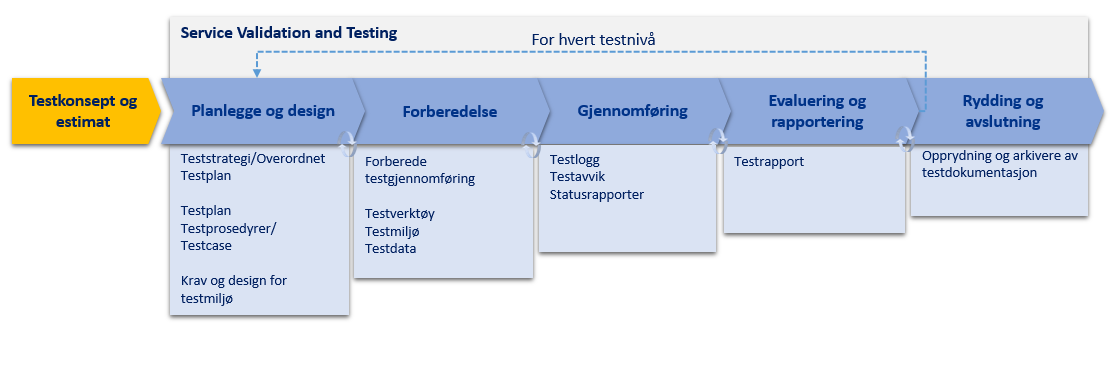 Service Validation and Testing
For hvert testnivå
Testkonsept og
estimat
Planlegge og design
Forberedelse
Gjennomføring
Evaluering og
rapportering
Rydding og
avslutning
Teststrategi/Overordnet
Testplan
Testplan
Testprosedyrer/
Testcase
Krav og design for
testmiljø
Forberede
testgjennomføring
Testverktøy
Testmiljø
Testdata
Testlogg
Testavvik
Statusrapporter
Testrapport
Opprydning og arkivere av
testdokumentasjon